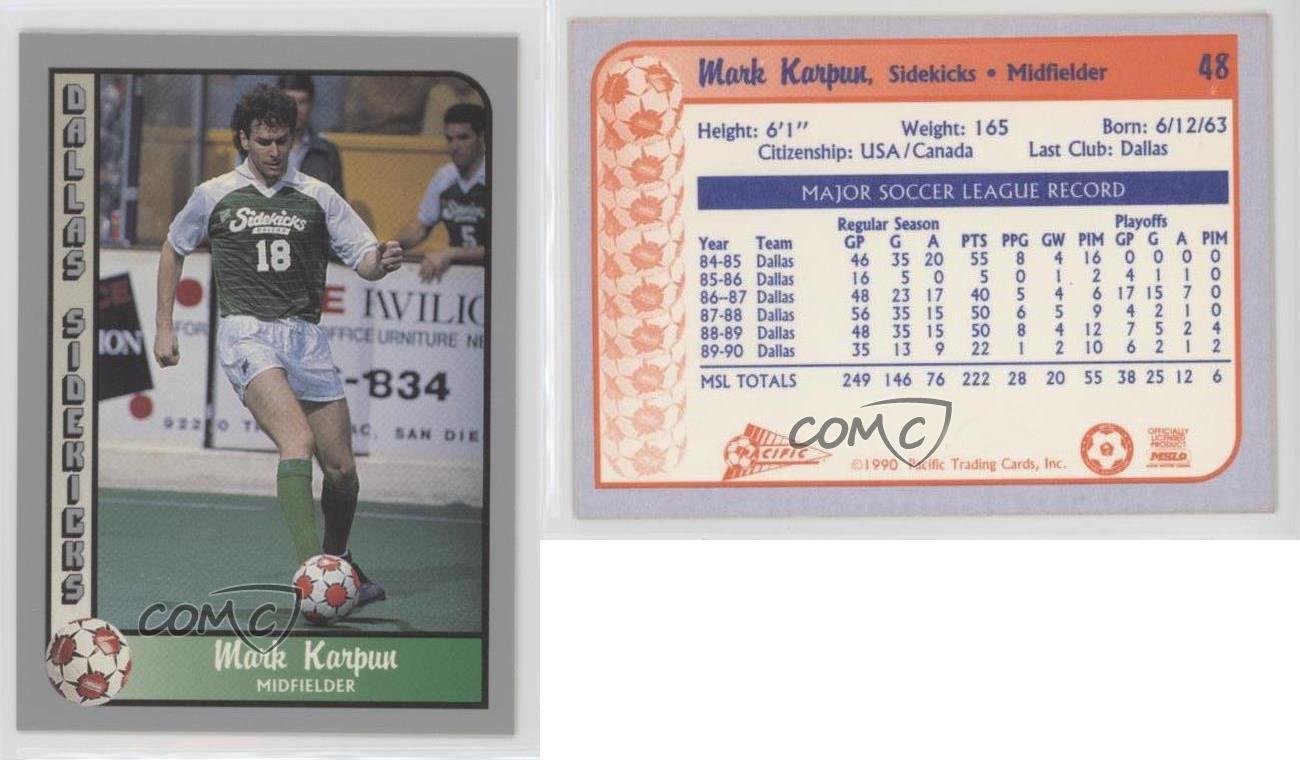 DALLAS SIDEKICKS
Sidekicks
DALLAS
18
Sidekicks
5
CE
ION
E PAVILIO
FOR OFFICE FURNITURE NE
834
922 SAN DIE
COMC
Mark Karpun
MIDFIELDER
Mark Karpun, Sidekicks • Midfielder 48
Height: 6'1" Weight: 165 Born: 6/12/63
Citizenship: USA/Canada Last Club: Dallas
MAJOR SOCCER LEAGUE RECORD
Regular Season Playoffs
Year Team GP G A PTS PPG GW PIM GP G A PIM
84-85 Dallas 46 35 20 55 8 4 16 0 0 0 0
85-86 Dallas 16 5 0 5 0 1 2 4 1 1 0
86--87 Dallas 48 23 17 40 5 4 6 17 15 7 0
87-88 Dallas 56 35 15 50 6 5 9 4 2 1 0
88-89 Dallas 48 35 15 50 8 4 12 7 5 2 4
89-90 Dallas 35 13 9 22 1 2 10 6 2 1 2
MSL TOTALS 249 146 76 222 28 20 55 38 25 12 6
COMC
PACIFIC
©1990 Pacific Trading Cards, Inc.
OFFICIALLY
LICENSED
PRODUCT